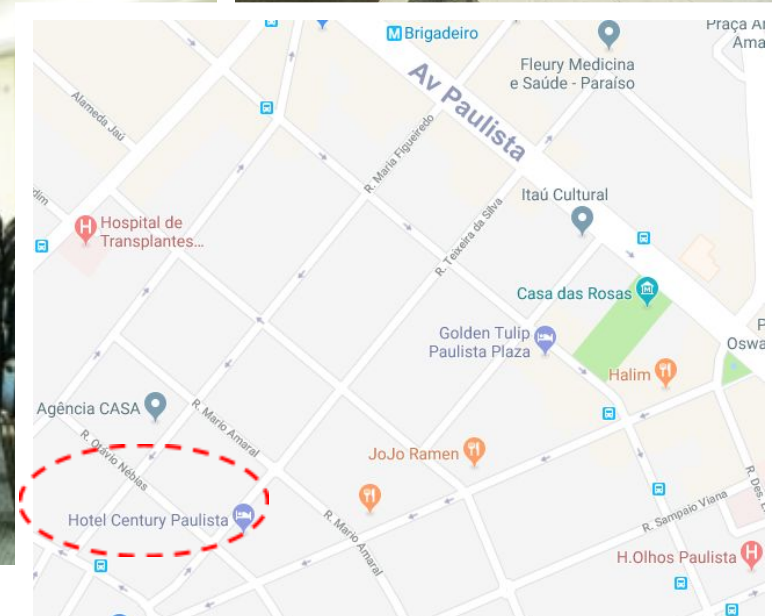 M Brigadeiro
Praça
Fleury Medicina
e Saúde - Paraíso
Av Paulista
Alameda Jaú
R. Maria Figueiredo
Itaú Cultural
R. Teixeira da Silva
H Hospital de
Transplantes...
Casa das Rosas
Golden Tulip
Paulista Plaza
Halim
Agência CASA
R. Mario Amaral
R. Otávio Nébias
JoJo Ramen
Hotel Century Paulista
R. Mario Amaral
R. Sampaio Viana
R. Des.
H.Olhos Paulista H